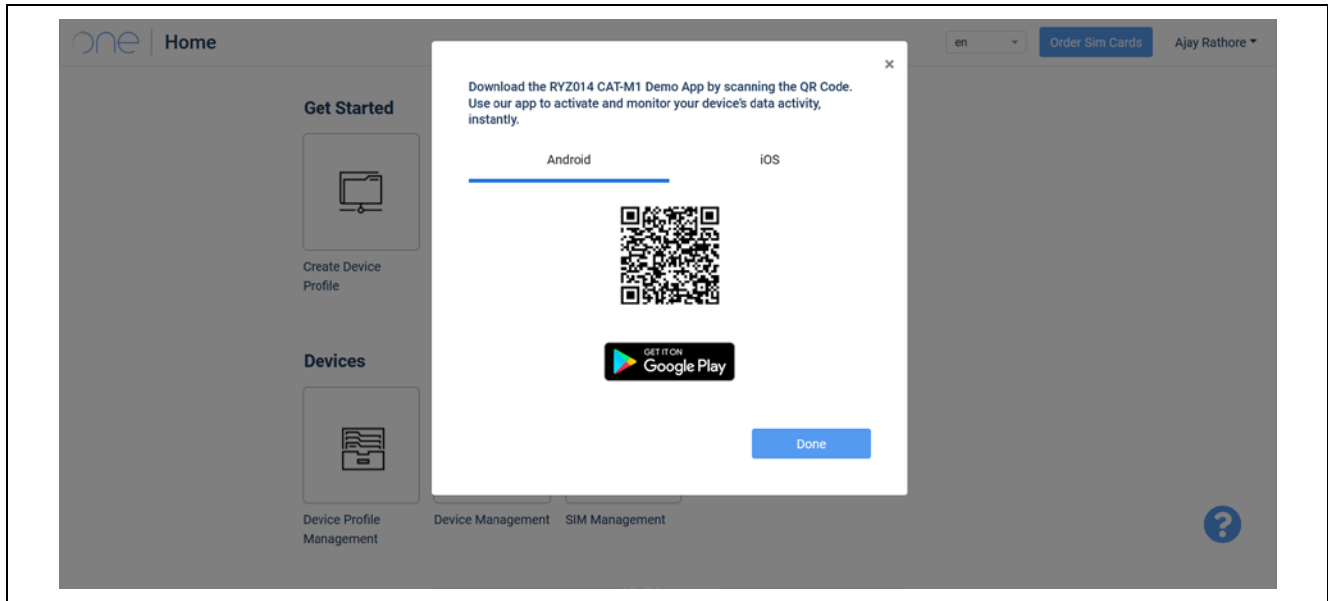 one Home
en
Order Sim Cards
Ajay Rathore
×
Download the RYZ014 CAT-M1 Demo App by scanning the QR Code.
Use our app to activate and monitor your device's data activity,
instantly.
Android
iOS
GET IT ON
Google Play
Done
Get Started
Create Device
Profile
Devices
Device Profile
Management
Device Management
SIM Management
?